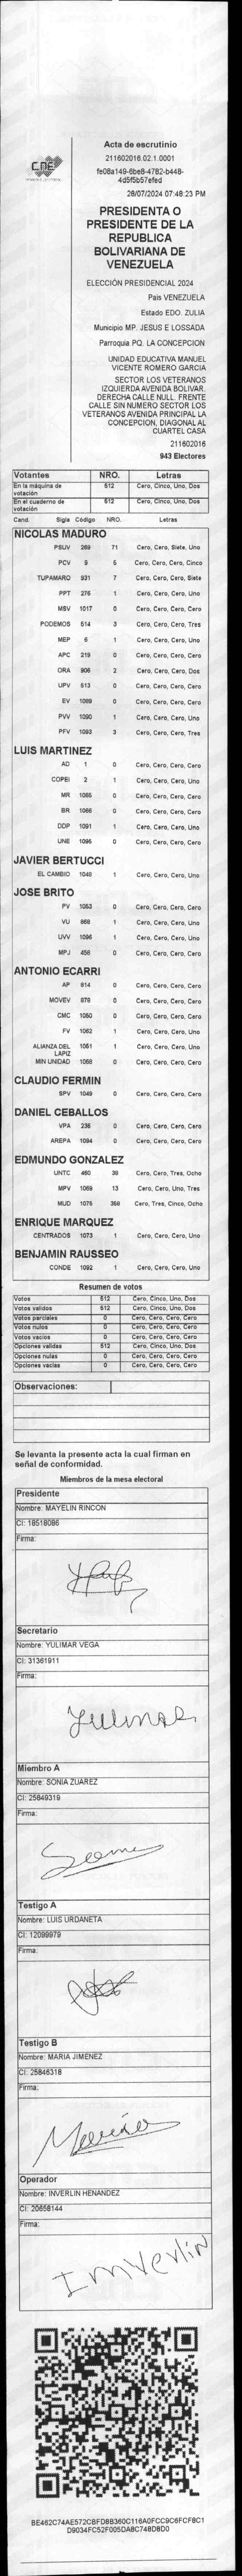 CNE
Acta de escrutinio
211602016.02.1.0001
fe08a149-6be8-4782-b448-
4d5f5b57efed
28/07/2024 07:48:23 PM
PRESIDENTA O
PRESIDENTE DE LA
REPUBLICA
BOLIVARIANA DE
VENEZUELA
ELECCIÓN PRESIDENCIAL 2024
Pais VENEZUELA
Estado EDO. ZULIA
Municipio MP. JESUS E LOSSADA
Parroquia PQ. LA CONCEPCION
UNIDAD EDUCATIVA MANUEL
VICENTE ROMERO GARCIA
SECTOR LOS VETERANOS
IZQUIERDA AVENIDA BOLIVAR.
DERECHA CALLE NULL. FRENTE
CALLE SIN NÚMERO SECTOR LOS
VETERANOS AVENIDA PRINCIPAL LA
CONCEPCION, DIAGONAL AL
CUARTEL CASA
211602016
943 Electores
Votantes NRO. Letras
En la máquina de votación 512 Cero, Cinco, Uno, Dos
En el cuaderno de votación 512 Cero, Cinco, Uno, Dos
Cand. Sigla Código NRO. Letras
NICOLAS MADURO
PSUV 269 71 Cero, Cero, Siete, Uno
PCV 9 5 Cero, Cero, Cero, Cinco
TUPAMARO 931 7 Cero, Cero, Cero, Siete
PPT 275 1 Cero, Cero, Cero, Uno
MSV 1017 0 Cero, Cero, Cero, Cero
PODEMOS 514 3 Cero, Cero, Cero, Tres
MEP 6 1 Cero, Cero, Cero, Uno
APC 219 0 Cero, Cero, Cero, Cero
ORA 906 2 Cero, Cero, Cero, Dos
UPV 513 0 Cero, Cero, Cero, Cero
EV 1089 0 Cero, Cero, Cero, Cero
PVV 1090 1 Cero, Cero, Cero, Uno
PFV 1093 3 Cero, Cero, Cero, Tres
LUIS MARTINEZ
AD 1 0 Cero, Cero, Cero, Cero
COPEI 2 1 Cero, Cero, Cero, Uno
MR 1085 0 Cero, Cero, Cero, Cero
BR 1066 0 Cero, Cero, Cero, Cero
DDP 1091 1 Cero, Cero, Cero, Uno
UNE 1095 0 Cero, Cero, Cero, Cero
JAVIER BERTUCCI
EL CAMBIO 1048 1 Cero, Cero, Cero, Uno
JOSE BRITO
PV 1053 0 Cero, Cero, Cero, Cero
VU 868 1 Cero, Cero, Cero, Uno
UVV 1096 1 Cero, Cero, Cero, Uno
MPJ 456 0 Cero, Cero, Cero, Cero
ANTONIO ECARRI
AP 814 0 Cero, Cero, Cero, Cero
MOVEV 878 0 Cero, Cero, Cero, Cero
CMC 1050 0 Cero, Cero, Cero, Cero
FV 1062 1 Cero, Cero, Cero, Uno
ALIANZA DEL LAPIZ 1051 1 Cero, Cero, Cero, Uno
MIN UNIDAD 1058 0 Cero, Cero, Cero, Cero
CLAUDIO FERMIN
SPV 1049 0 Cero, Cero, Cero, Cero
DANIEL CEBALLOS
VPA 236 0 Cero, Cero, Cero, Cero
AREPA 1094 0 Cero, Cero, Cero, Cero
EDMUNDO GONZALEZ
UNTC 460 38 Cero, Cero, Tres, Ocho
MPV 1069 13 Cero, Cero, Uno, Tres
MUD 1075 358 Cero, Tres, Cinco, Ocho
ENRIQUE MARQUEZ
CENTRADOS 1073 1 Cero, Cero, Cero, Uno
BENJAMIN RAUSSEO
CONDE 1092 1 Cero, Cero, Cero, Uno
Resumen de votos
Votos 512 Cero, Cinco, Uno, Dos
Votos validos 512 Cero, Cinco, Uno, Dos
Votos parciales 0 Cero, Cero, Cero, Cero
Votos nulos 0 Cero, Cero, Cero, Cero
Votos vacios 0 Cero, Cero, Cero, Cero
Opciones validas 512 Cero, Cinco, Uno, Dos
Opciones nulas 0 Cero, Cero, Cero, Cero
Opciones vacias 0 Cero, Cero, Cero, Cero
Observaciones:
Se levanta la presente acta la cual firman en
señal de conformidad.
Miembros de la mesa electoral
Presidente
Nombre: MAYELIN RINCON
CI: 18518086
Firma:
Secretario
Nombre: YULIMAR VEGA
CI: 31361911
Firma:
Yulimar
Miembro A
Nombre: SONIA ZUAREZ
CI: 25849319
Firma:
Testigo A
Nombre: LUIS URDANETA
CI: 12099979
Firma:
Testigo B
Nombre: MARIA JIMENEZ
CI: 25846318
Firma:
Operador
Nombre: INVERLIN HENANDEZ
CI: 20658144
Firma:
Inverlin
BE462C74AE572CBFD8B360C116A0FCC9C6FCF8C1
D9034FC52F005DA8C748D8D0